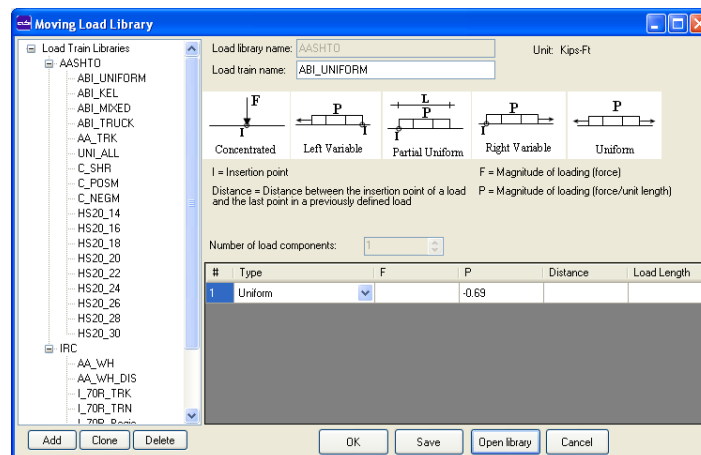 Moving Load Library
Load Train Libraries
AASHTO
ABI_UNIFORM
ABI_KEL
ABI_MIXED
ABI_TRUCK
AA_TRK
UNI_ALL
C_SHR
C_POSM
C_NEGM
HS20_14
HS20_16
HS20_18
HS20_20
HS20_22
HS20_24
HS20_26
HS20_28
HS20_30
IRC
AA_WH
AA_WH_DIS
I_70R_TRK
I_70R_TRN
Add Clone Delete
Load library name: AASHTO Unit: Kips-Ft
Load train name: ABI_UNIFORM
F I Concentrated
P I Left Variable
L P I Partial Uniform
P I Right Variable
P Uniform
I = Insertion point F = Magnitude of loading (force)
Distance = Distance between the insertion point of a load P = Magnitude of loading (force/unit length)
and the last point in a previously defined load
Number of load components: 1
# Type F P Distance Load Length
1 Uniform -0.69
OK Save Open library Cancel